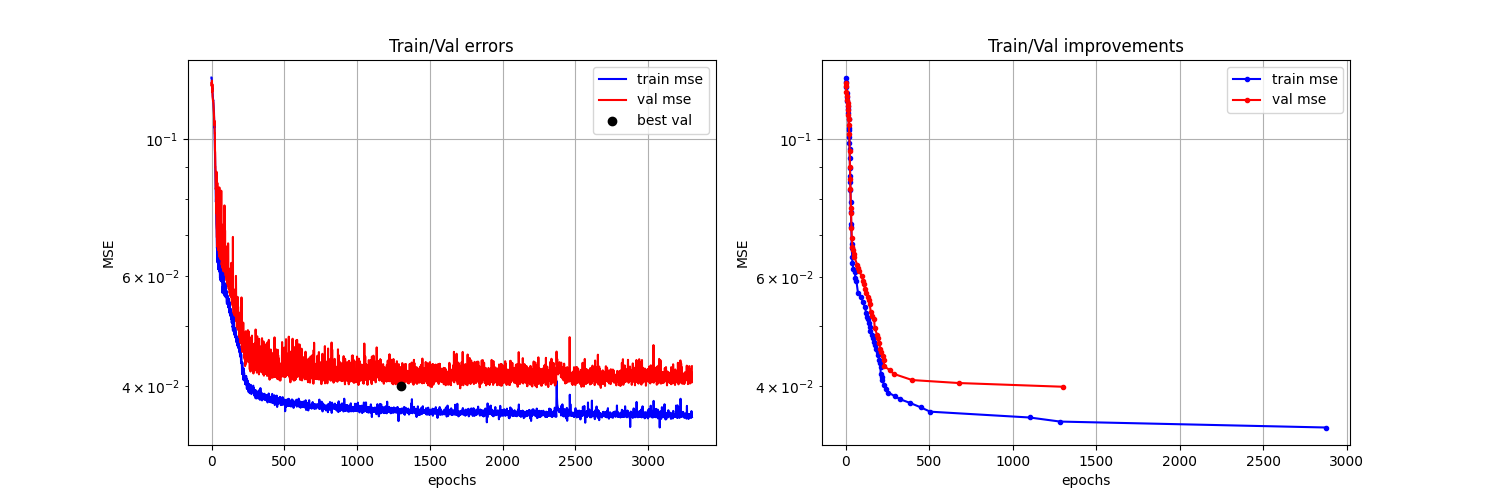 Train/Val errors
train mse
val mse
best val
MSE
10⁻¹
6 × 10⁻²
4 × 10⁻²
0 500 1000 1500 2000 2500 3000
epochs
Train/Val improvements
train mse
val mse
MSE
10⁻¹
6 × 10⁻²
4 × 10⁻²
0 500 1000 1500 2000 2500 3000
epochs